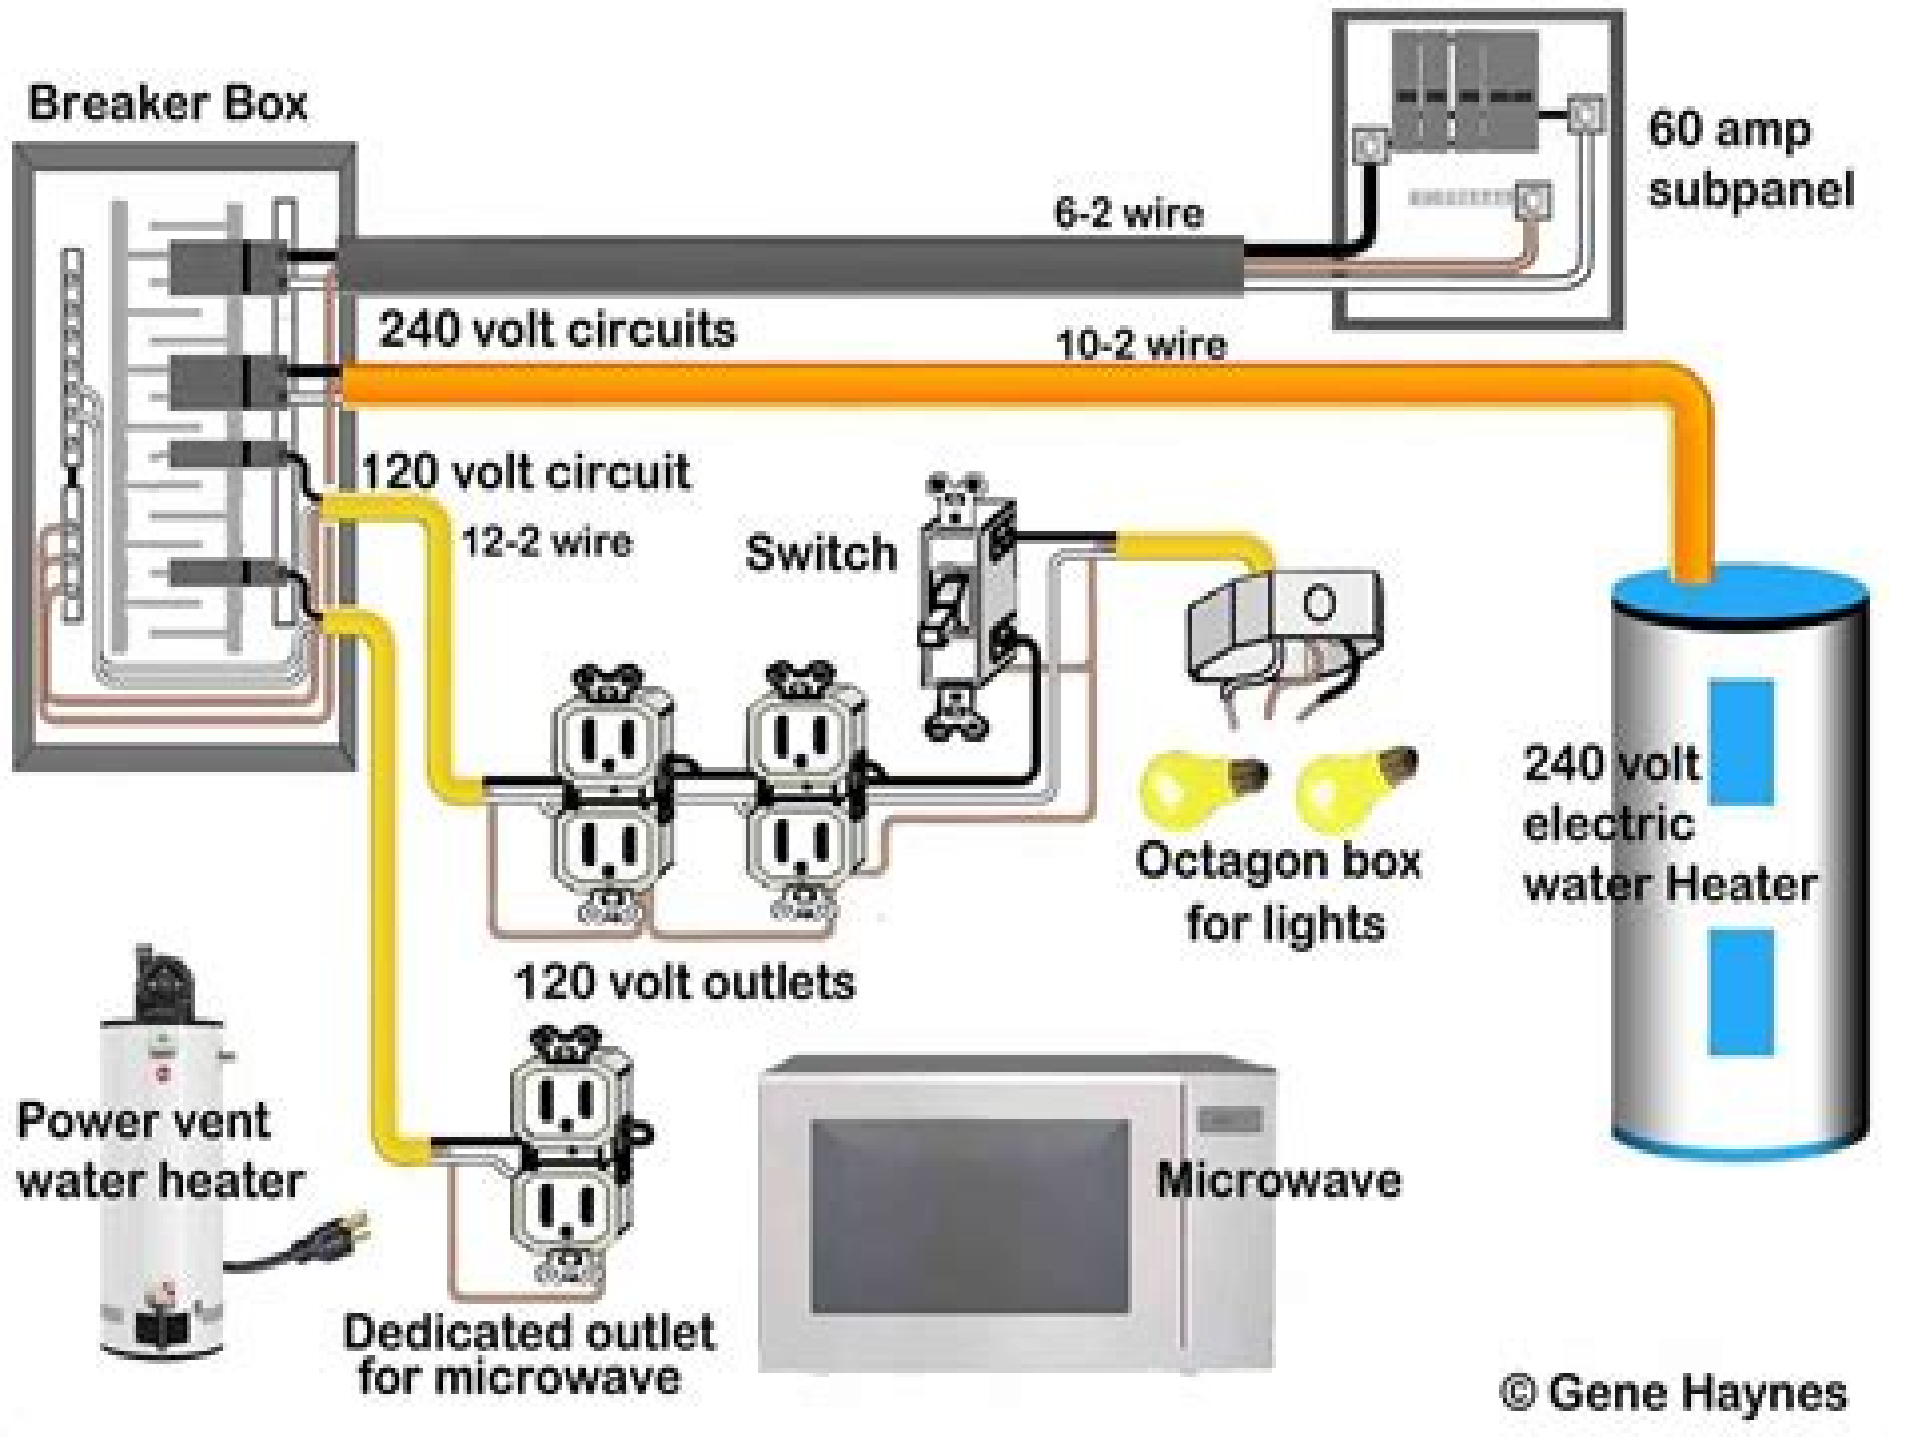 Breaker Box
60 amp
subpanel
6-2 wire
240 volt circuits
10-2 wire
120 volt circuit
12-2 wire
Switch
O
240 volt
electric
water Heater
Octagon box
for lights
120 volt outlets
Power vent
water heater
Microwave
Dedicated outlet
for microwave
© Gene Haynes